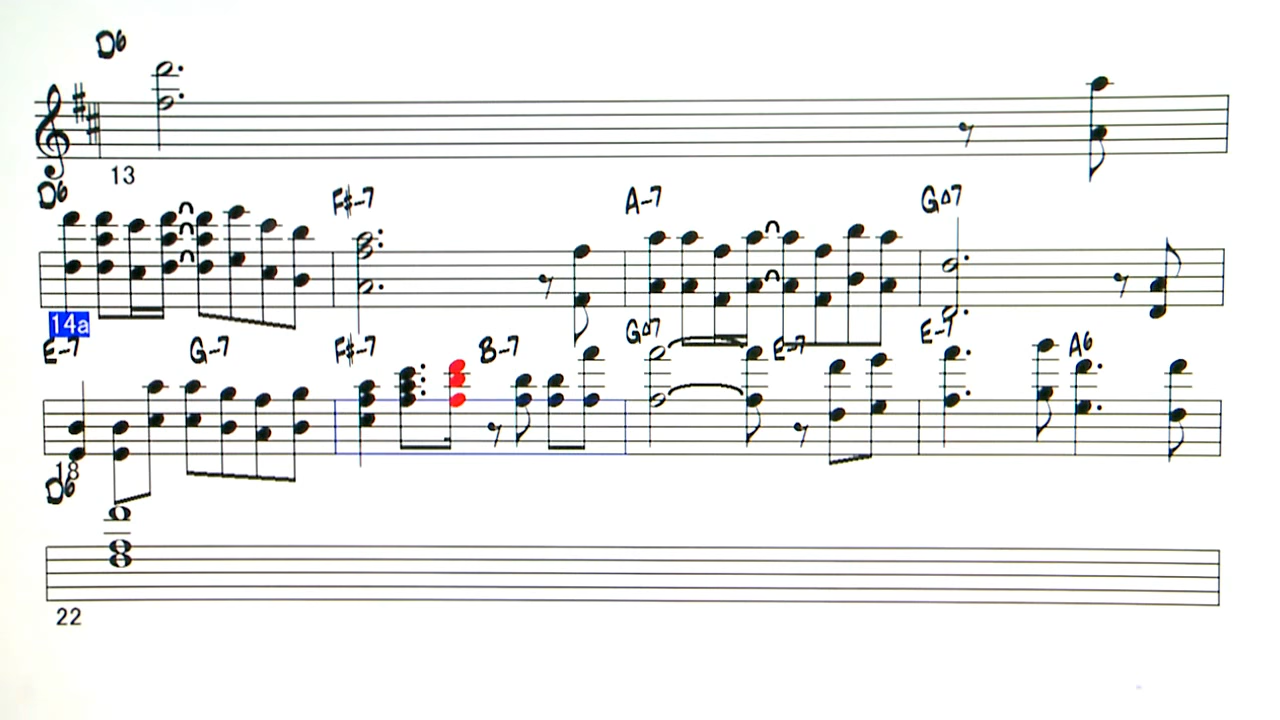 D6
13
D6 F#-7 A-7 G△7
14a
E-7 G-7 F#-7 B-7 G△7 E-7 E-7 A6
18
D6
22